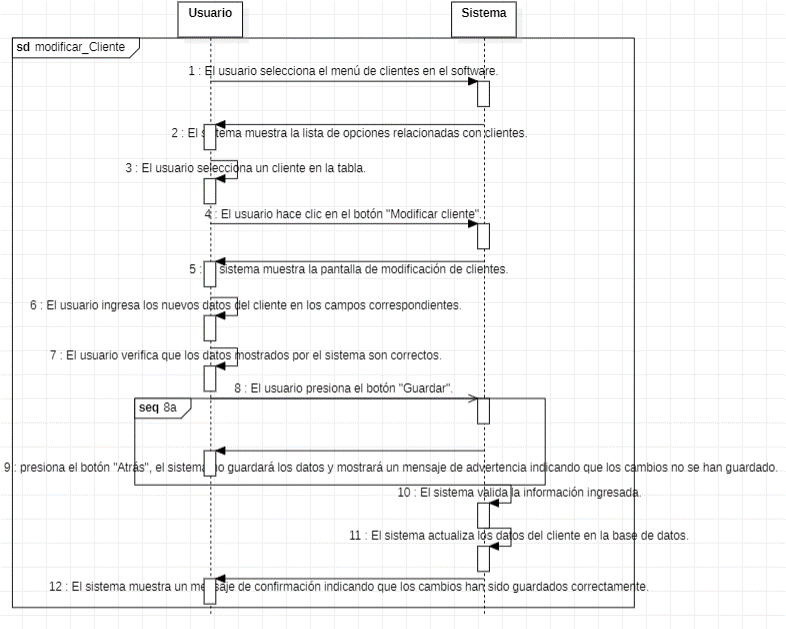 Usuario
Sistema
sd modificar_Cliente
1 : El usuario selecciona el menú de clientes en el software.
2 : El sistema muestra la lista de opciones relacionadas con clientes.
3 : El usuario selecciona un cliente en la tabla.
4 : El usuario hace clic en el botón "Modificar cliente".
5 : sistema muestra la pantalla de modificación de clientes.
6 : El usuario ingresa los nuevos datos del cliente en los campos correspondientes.
7 : El usuario verifica que los datos mostrados por el sistema son correctos.
8 : El usuario presiona el botón "Guardar".
seq 8a
9 : presiona el botón "Atrás", el sistema no guardará los datos y mostrará un mensaje de advertencia indicando que los cambios no se han guardado.
10 : El sistema valida la información ingresada.
11 : El sistema actualiza los datos del cliente en la base de datos.
12 : El sistema muestra un mensaje de confirmación indicando que los cambios han sido guardados correctamente.